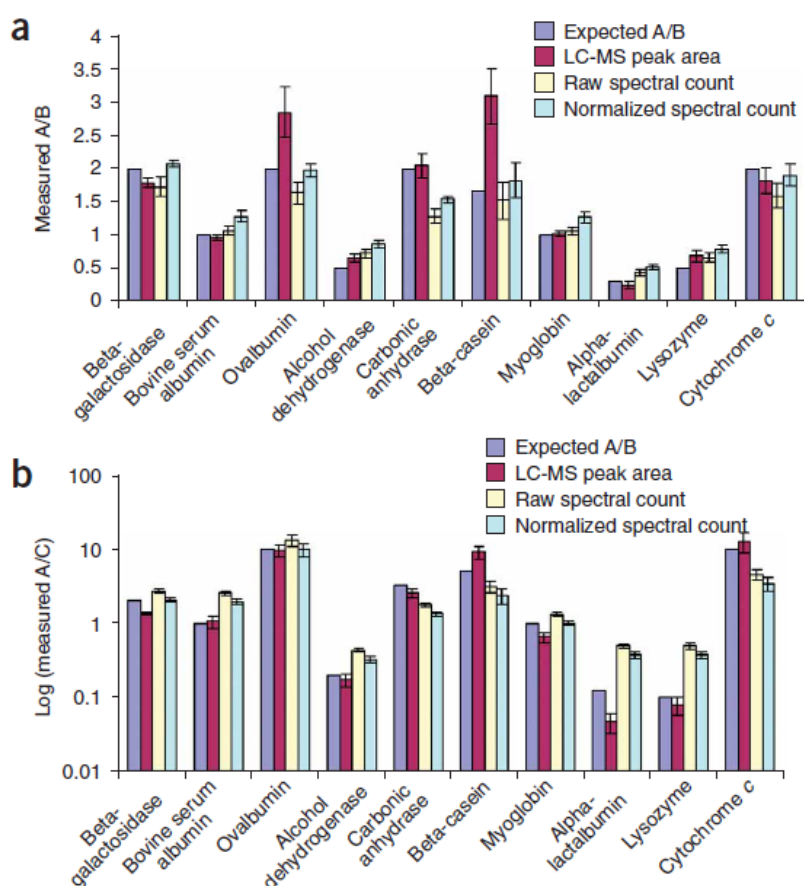 a
Expected A/B
LC-MS peak area
Raw spectral count
Normalized spectral count
Measured A/B
4
3.5
3
2.5
2
1.5
1
0.5
0
Beta-
galactosidase
Bovine serum
albumin
Ovalbumin
Alcohol
dehydrogenase
Carbonic
anhydrase
Beta-casein
Myoglobin
Alpha-
lactalbumin
Lysozyme
Cytochrome c
b
Expected A/B
LC-MS peak area
Raw spectral count
Normalized spectral count
Log (measured A/C)
100
10
1
0.1
0.01
Beta-
galactosidase
Bovine serum
albumin
Ovalbumin
Alcohol
dehydrogenase
Carbonic
anhydrase
Beta-casein
Myoglobin
Alpha-
lactalbumin
Lysozyme
Cytochrome c